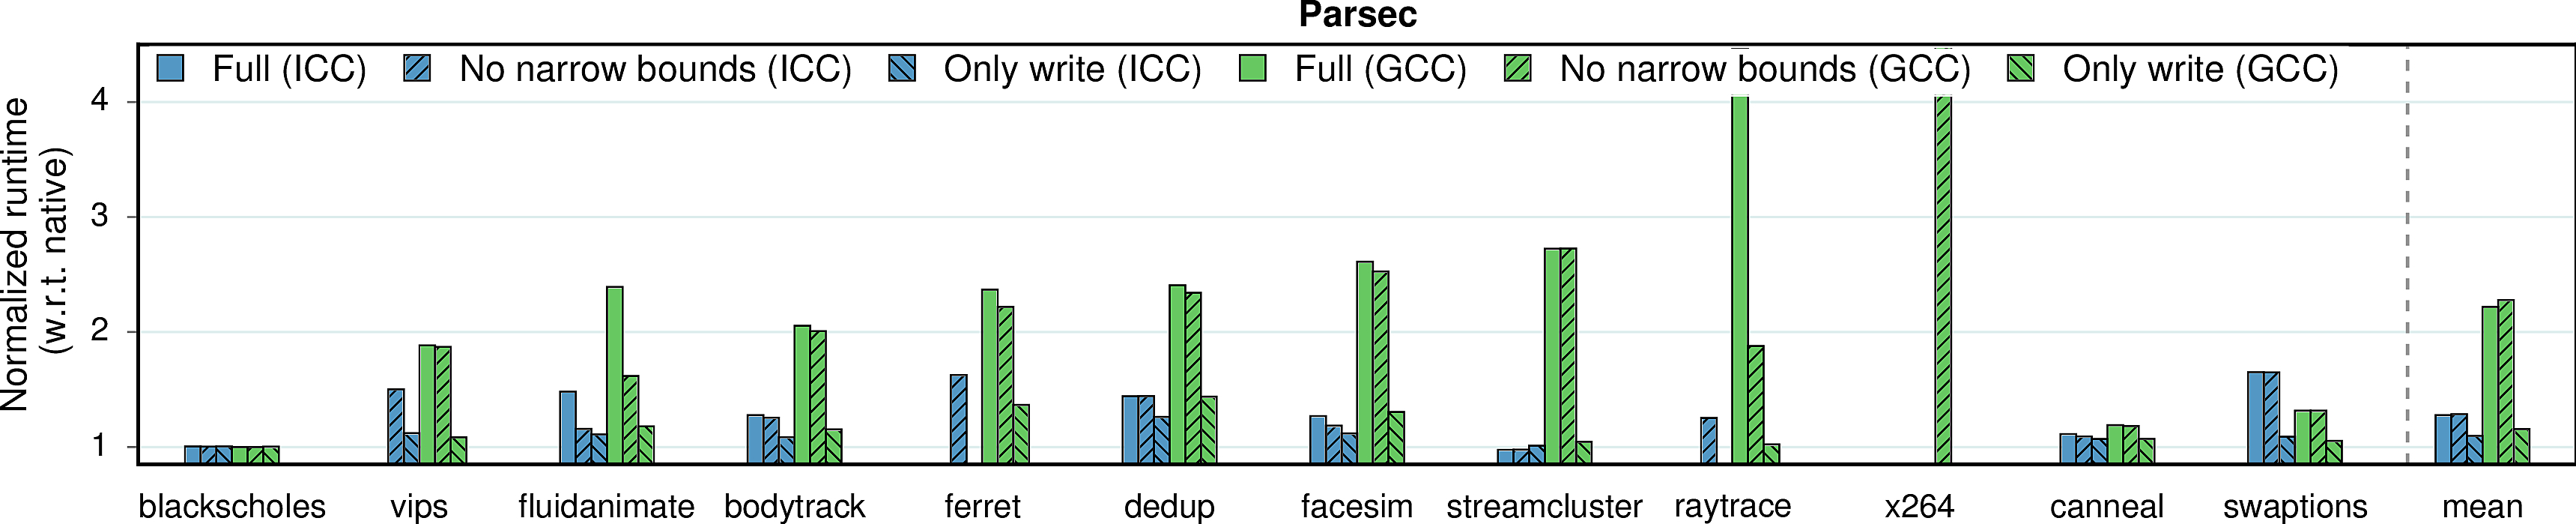 Parsec
Full (ICC) No narrow bounds (ICC) Only write (ICC) Full (GCC) No narrow bounds (GCC) Only write (GCC)
Normalized runtime
(w.r.t. native)
4
3
2
1
blackscholes vips fluidanimate bodytrack ferret dedup facesim streamcluster raytrace x264 canneal swaptions mean